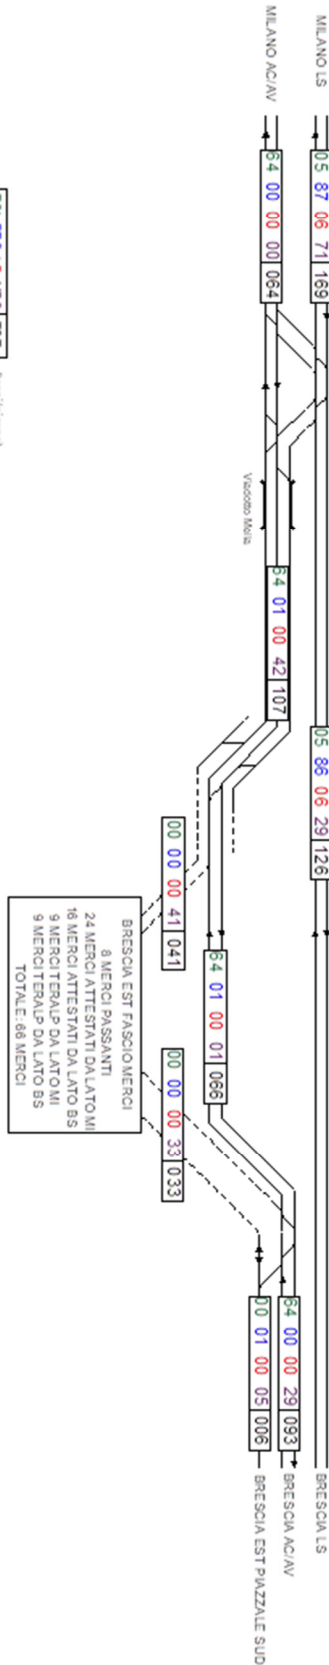 MILANO LS
MILANO AC/AV
05 87 06 71 169
64 00 00 00 064
Viadotto Mella
64 01 00 42 107
05 86 06 29 126
00 00 00 41 041
64 01 00 01 066
00 00 00 33 033
BRESCIA EST FASCIO MERCI
8 MERCI PASSANTI
24 MERCI ATTESTATI DA LATO MI
16 MERCI ATTESTATI DA LATO BS
9 MERCI TERALP DA LATO MI
9 MERCI TERALP DA LATO BS
TOTALE: 66 MERCI
64 00 00 29 093
00 01 00 05 006
BRESCIA LS
BRESCIA AC/AV
BRESCIA EST PIAZZALE SUD